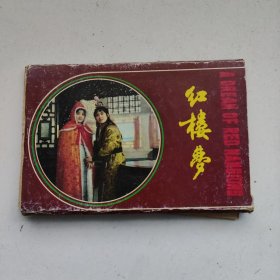 红楼梦
A DREAM OF RED MANSIONS